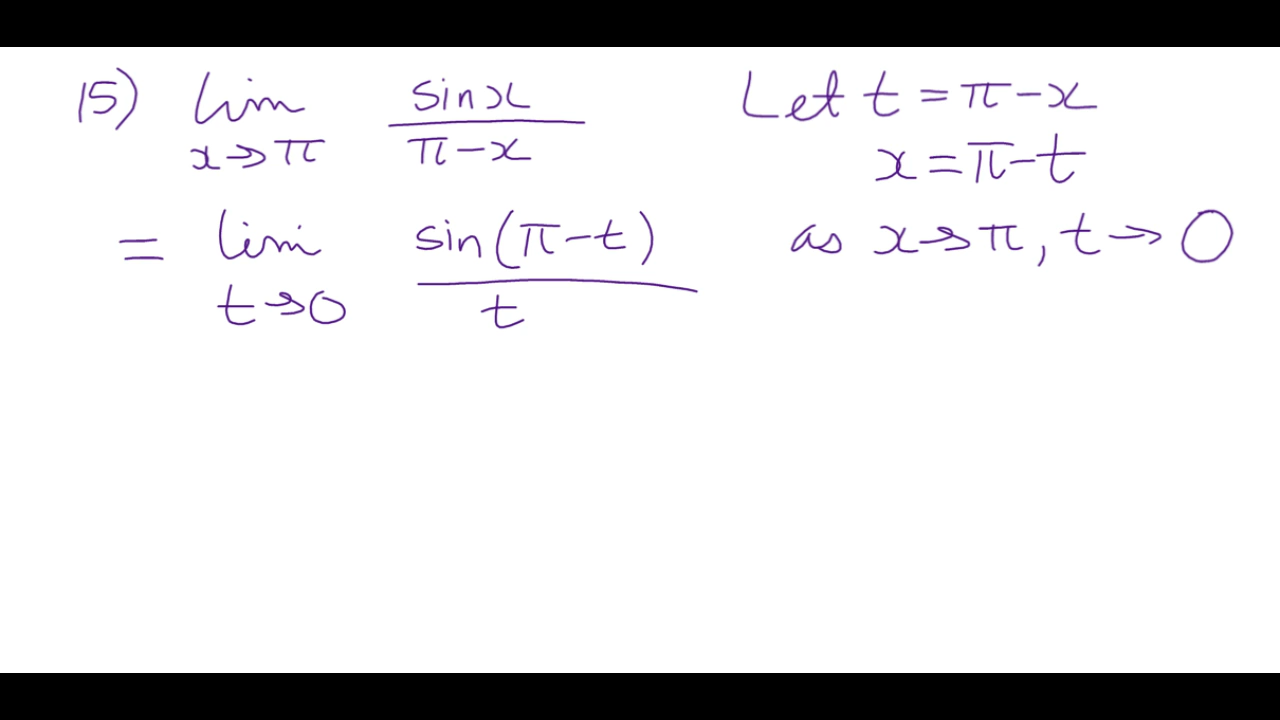 15) lim sinx / π-x Let t = π-x
x→π x = π-t
= lim sin(π-t) / t as x→π, t→0
t→0